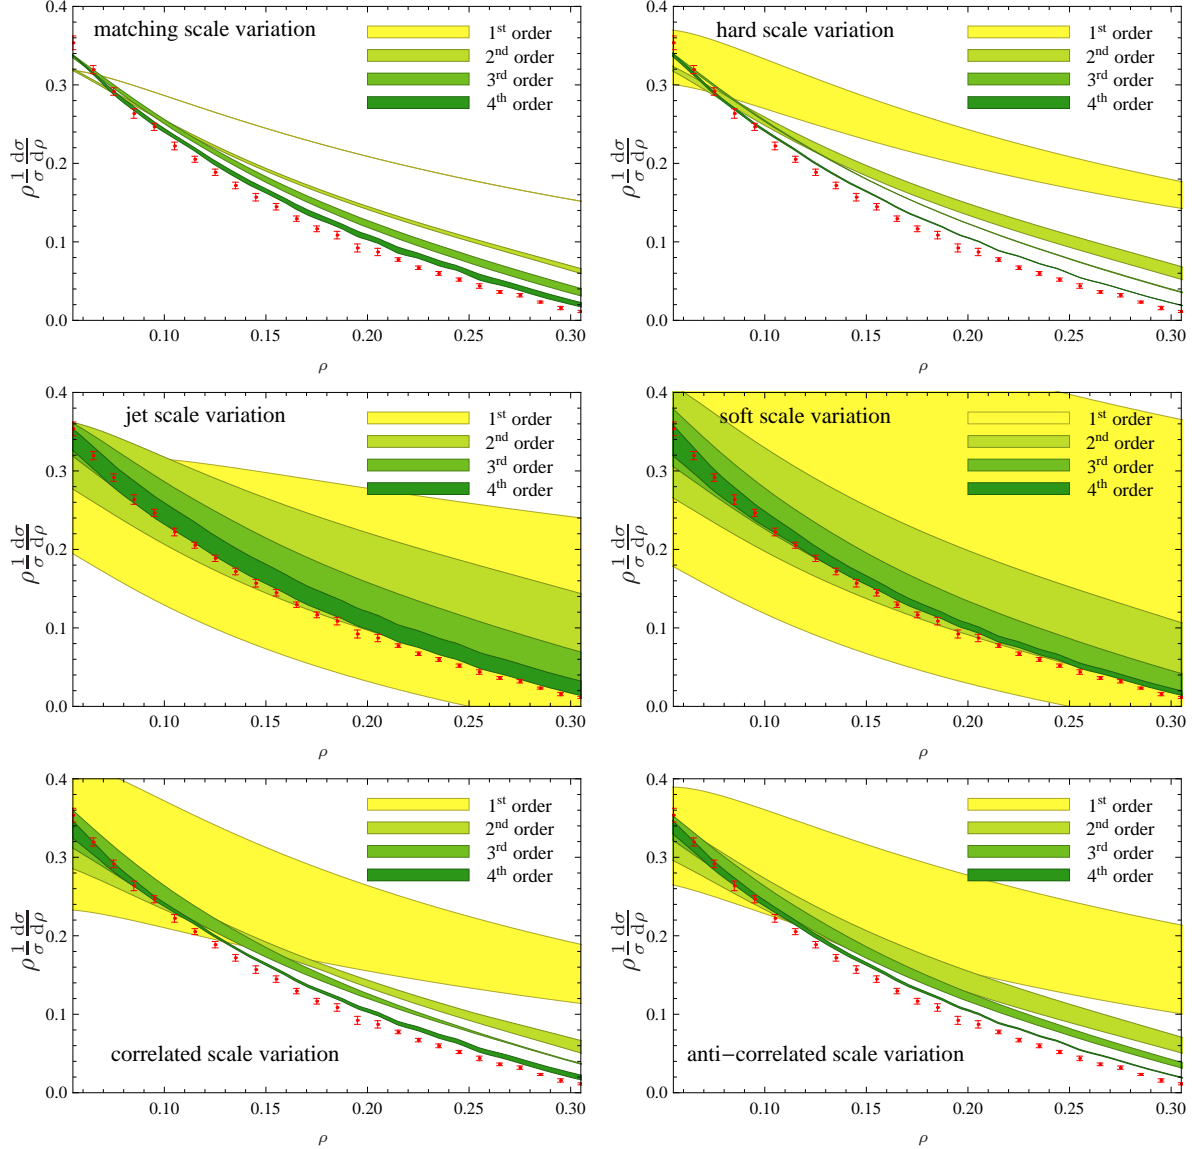 matching scale variation
1st order
2nd order
3rd order
4th order
0.4
0.3
0.2
0.1
0.0
ρ 1/σ dσ/dρ
0.10 0.15 0.20 0.25 0.30
ρ
hard scale variation
1st order
2nd order
3rd order
4th order
0.4
0.3
0.2
0.1
0.0
ρ 1/σ dσ/dρ
0.10 0.15 0.20 0.25 0.30
ρ
jet scale variation
1st order
2nd order
3rd order
4th order
0.4
0.3
0.2
0.1
0.0
ρ 1/σ dσ/dρ
0.10 0.15 0.20 0.25 0.30
ρ
soft scale variation
1st order
2nd order
3rd order
4th order
0.4
0.3
0.2
0.1
0.0
ρ 1/σ dσ/dρ
0.10 0.15 0.20 0.25 0.30
ρ
1st order
2nd order
3rd order
4th order
correlated scale variation
0.4
0.3
0.2
0.1
0.0
ρ 1/σ dσ/dρ
0.10 0.15 0.20 0.25 0.30
ρ
1st order
2nd order
3rd order
4th order
anti−correlated scale variation
0.4
0.3
0.2
0.1
0.0
ρ 1/σ dσ/dρ
0.10 0.15 0.20 0.25 0.30
ρ